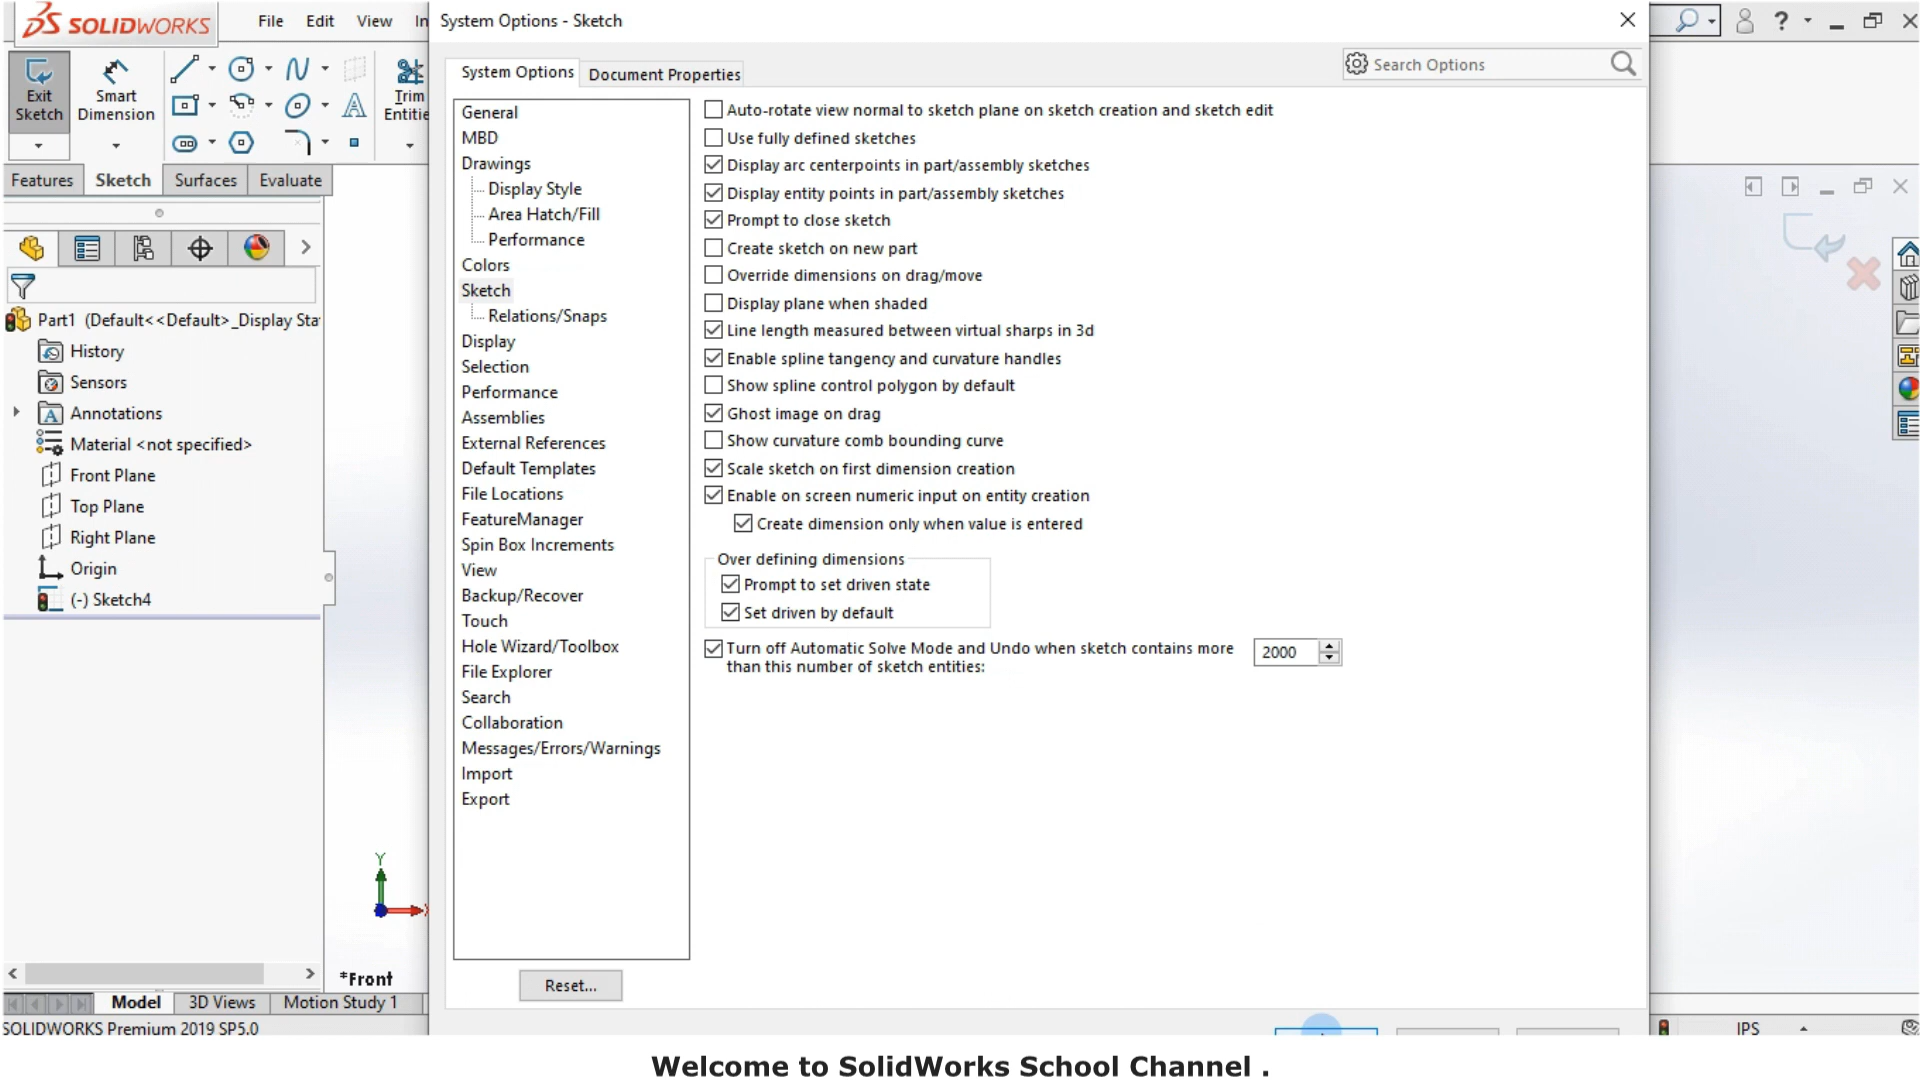 SOLIDWORKS
File
Edit
View
In
System Options - Sketch
Exit
Sketch
Smart
Dimension
Trim
Entitie
Features
Sketch
Surfaces
Evaluate
Part1 (Default<<Default>_Display Sta
History
Sensors
Annotations
Material <not specified>
Front Plane
Top Plane
Right Plane
Origin
(-) Sketch4
System Options
Document Properties
Search Options
General
MBD
Drawings
Display Style
Area Hatch/Fill
Performance
Colors
Sketch
Relations/Snaps
Display
Selection
Performance
Assemblies
External References
Default Templates
File Locations
FeatureManager
Spin Box Increments
View
Backup/Recover
Touch
Hole Wizard/Toolbox
File Explorer
Search
Collaboration
Messages/Errors/Warnings
Import
Export
Reset...
Auto-rotate view normal to sketch plane on sketch creation and sketch edit
Use fully defined sketches
Display arc centerpoints in part/assembly sketches
Display entity points in part/assembly sketches
Prompt to close sketch
Create sketch on new part
Override dimensions on drag/move
Display plane when shaded
Line length measured between virtual sharps in 3d
Enable spline tangency and curvature handles
Show spline control polygon by default
Ghost image on drag
Show curvature comb bounding curve
Scale sketch on first dimension creation
Enable on screen numeric input on entity creation
Create dimension only when value is entered
Over defining dimensions
Prompt to set driven state
Set driven by default
Turn off Automatic Solve Mode and Undo when sketch contains more
than this number of sketch entities:
2000
Y
*Front
Model
3D Views
Motion Study 1
SOLIDWORKS Premium 2019 SP5.0
IPS
Welcome to SolidWorks School Channel .